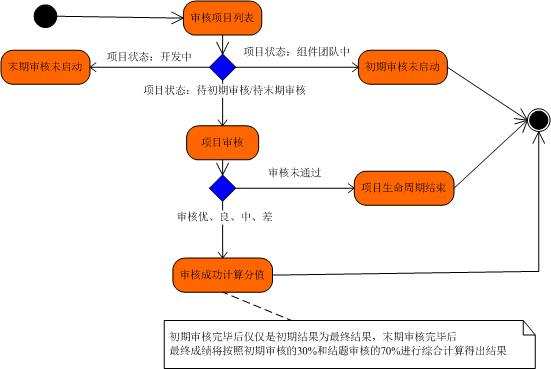 审核项目列表
项目状态：开发中
项目状态：组件团队中
末期审核未启动
初期审核未启动
项目状态：待初期审核/待末期审核
项目审核
审核未通过
项目生命周期结束
审核优、良、中、差
审核成功计算分值
初期审核完毕后仅仅是初期结果为最终结果，末期审核完毕后
最终成绩将按照初期审核的30%和结题审核的70%进行综合计算得出结果